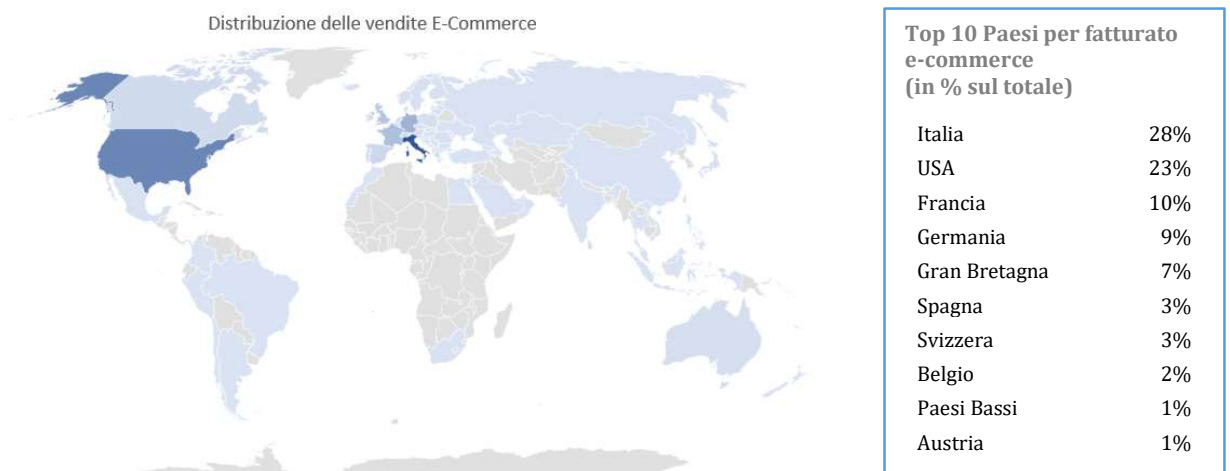 Distribuzione delle vendite E-Commerce
Top 10 Paesi per fatturato
e-commerce
(in % sul totale)
Italia 28%
USA 23%
Francia 10%
Germania 9%
Gran Bretagna 7%
Spagna 3%
Svizzera 3%
Belgio 2%
Paesi Bassi 1%
Austria 1%